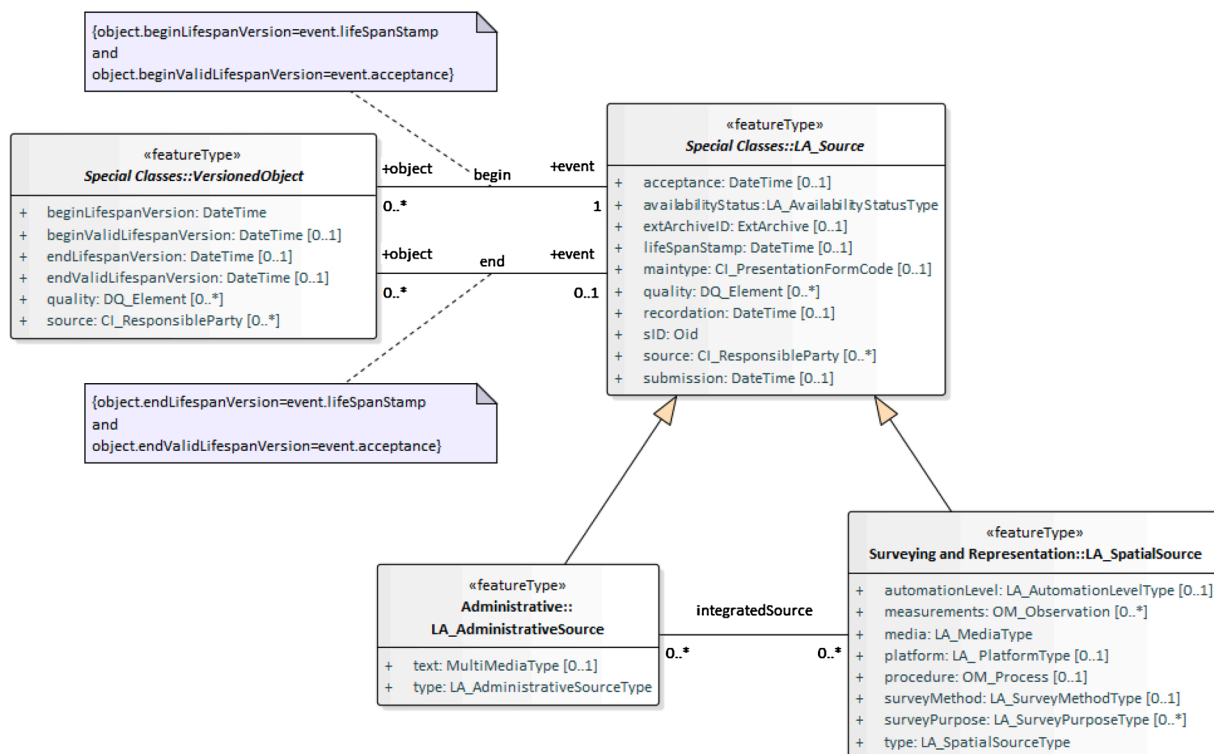 {object.beginLifespanVersion=event.lifeSpanStamp
and
object.beginValidLifespanVersion=event.acceptance}
«featureType»
Special Classes::VersionedObject
+ beginLifespanVersion: DateTime
+ beginValidLifespanVersion: DateTime [0..1]
+ endLifespanVersion: DateTime [0..1]
+ endValidLifespanVersion: DateTime [0..1]
+ quality: DQ_Element [0..*]
+ source: CI_ResponsibleParty [0..*]
+object begin +event
0..* 1
+object end +event
0..* 0..1
«featureType»
Special Classes::LA_Source
+ acceptance: DateTime [0..1]
+ availabilityStatus:LA_AvailabilityStatusType
+ extArchiveID: ExtArchive [0..1]
+ lifeSpanStamp: DateTime [0..1]
+ maintype: CI_PresentationFormCode [0..1]
+ quality: DQ_Element [0..*]
+ recordation: DateTime [0..1]
+ sID: Oid
+ source: CI_ResponsibleParty [0..*]
+ submission: DateTime [0..1]
{object.endLifespanVersion=event.lifeSpanStamp
and
object.endValidLifespanVersion=event.acceptance}
«featureType»
Administrative::
LA_AdministrativeSource
+ text: MultiMediaType [0..1]
+ type: LA_AdministrativeSourceType
integratedSource
0..* 0..*
«featureType»
Surveying and Representation::LA_SpatialSource
+ automationLevel: LA_AutomationLevelType [0..1]
+ measurements: OM_Observation [0..*]
+ media: LA_MediaType
+ platform: LA_ PlatformType [0..1]
+ procedure: OM_Process [0..1]
+ surveyMethod: LA_SurveyMethodType [0..1]
+ surveyPurpose: LA_SurveyPurposeType [0..*]
+ type: LA_SpatialSourceType